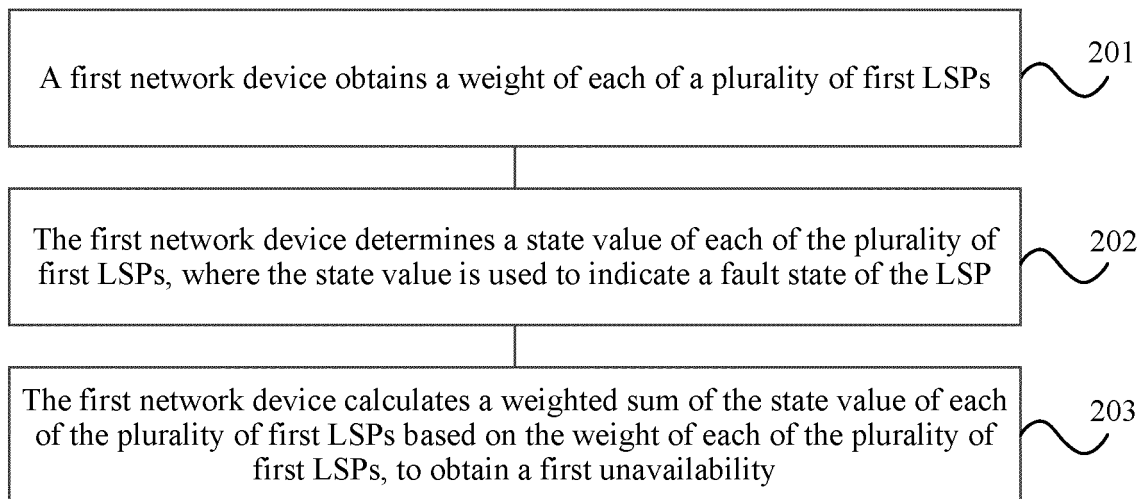 A first network device obtains a weight of each of a plurality of first LSPs
201
The first network device determines a state value of each of the plurality of
first LSPs, where the state value is used to indicate a fault state of the LSP
202
The first network device calculates a weighted sum of the state value of each
of the plurality of first LSPs based on the weight of each of the plurality of
first LSPs, to obtain a first unavailability
203